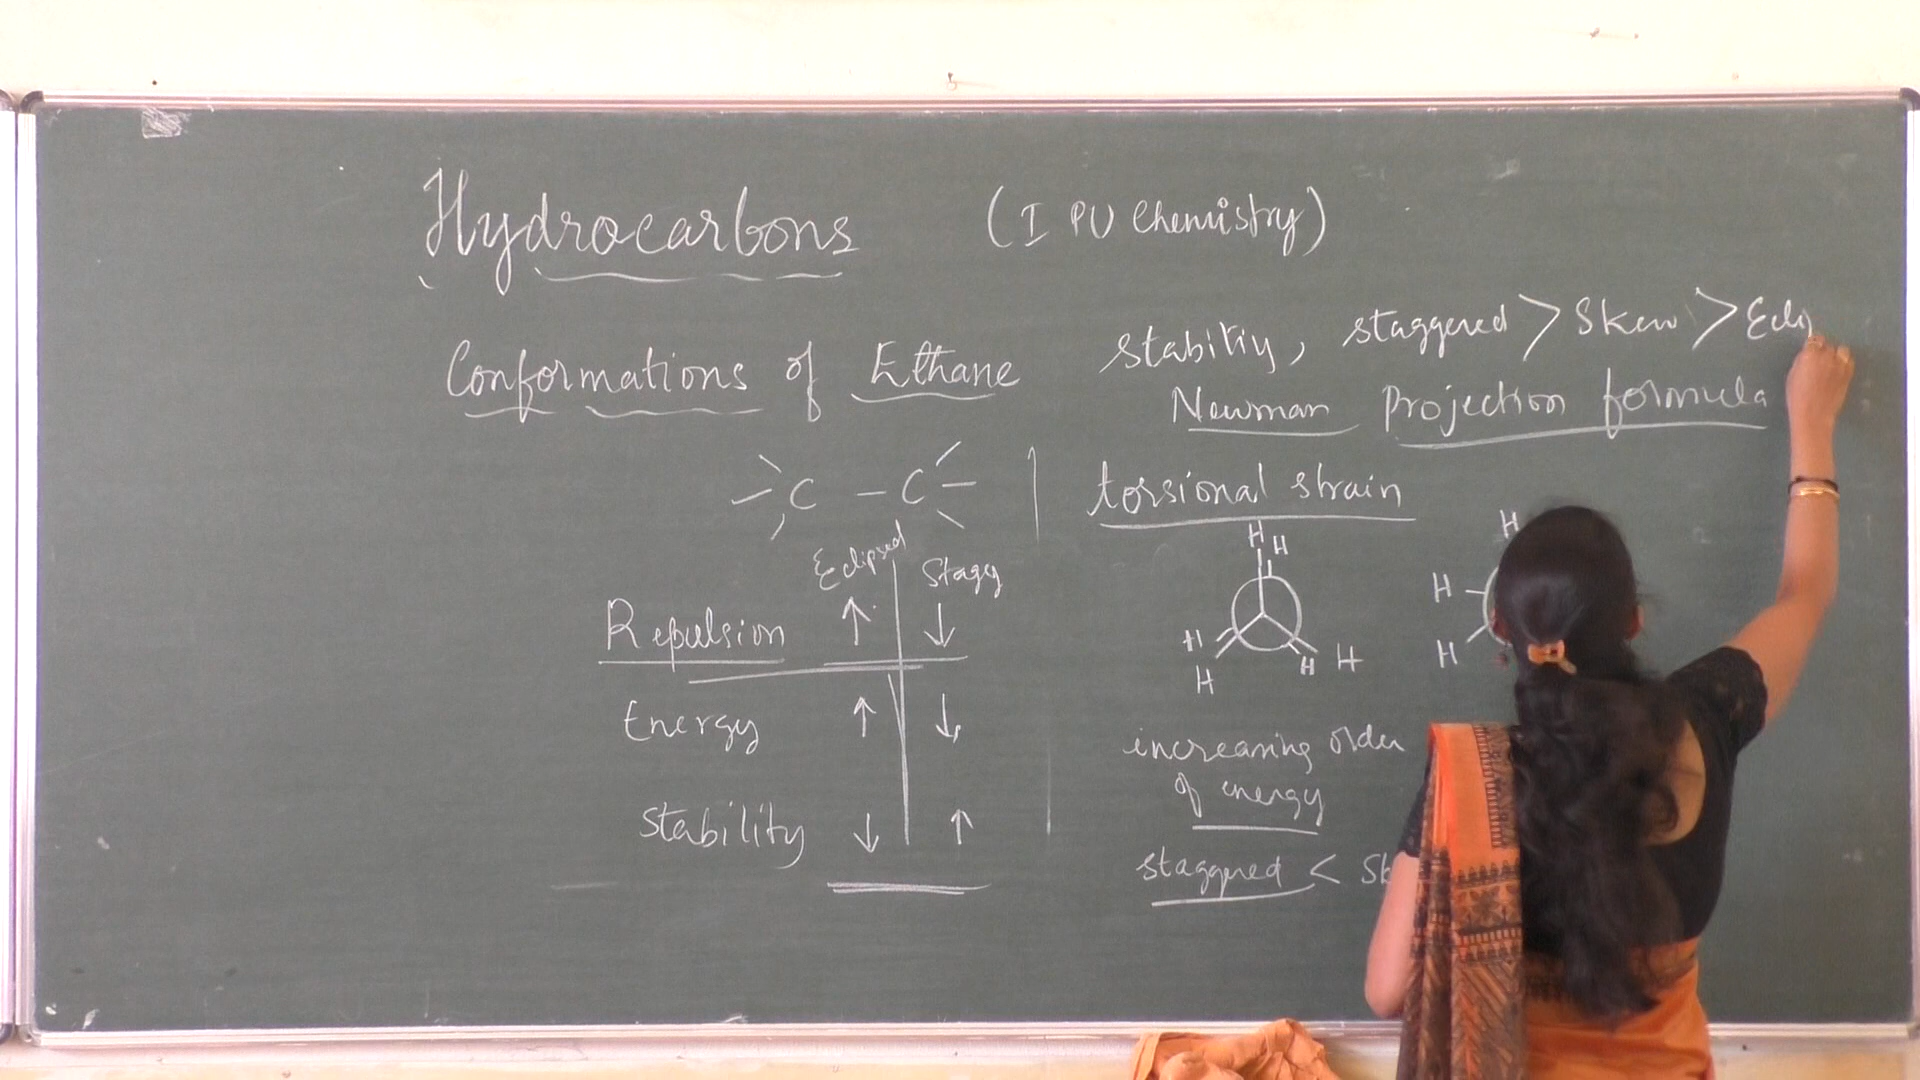 Hydrocarbons (I PU Chemistry)
stability, staggered > Skew > Eclip
Conformations of Ethane
Newman Projection formula
C – C
torsional strain
Eclipsed Stagg
Repulsion ↑ ↓
Energy ↑ ↓
Stability ↓ ↑
H H
H H
H H
H
H
H
increasing order
of energy
staggered < Sk